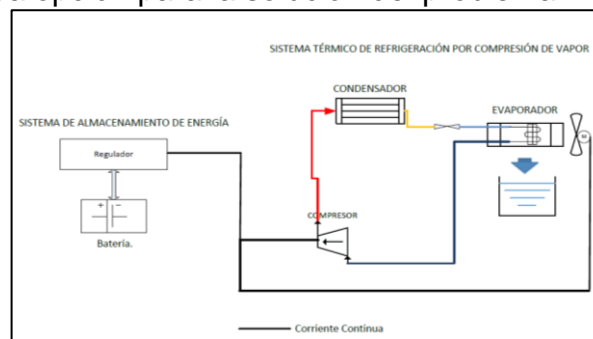 SISTEMA TÉRMICO DE REFRIGERACIÓN POR COMPRESIÓN DE VAPOR
CONDENSADOR
EVAPORADOR
SISTEMA DE ALMACENAMIENTO DE ENERGÍA
Regulador
+ −
Batería.
COMPRESOR
M
Corriente Continua